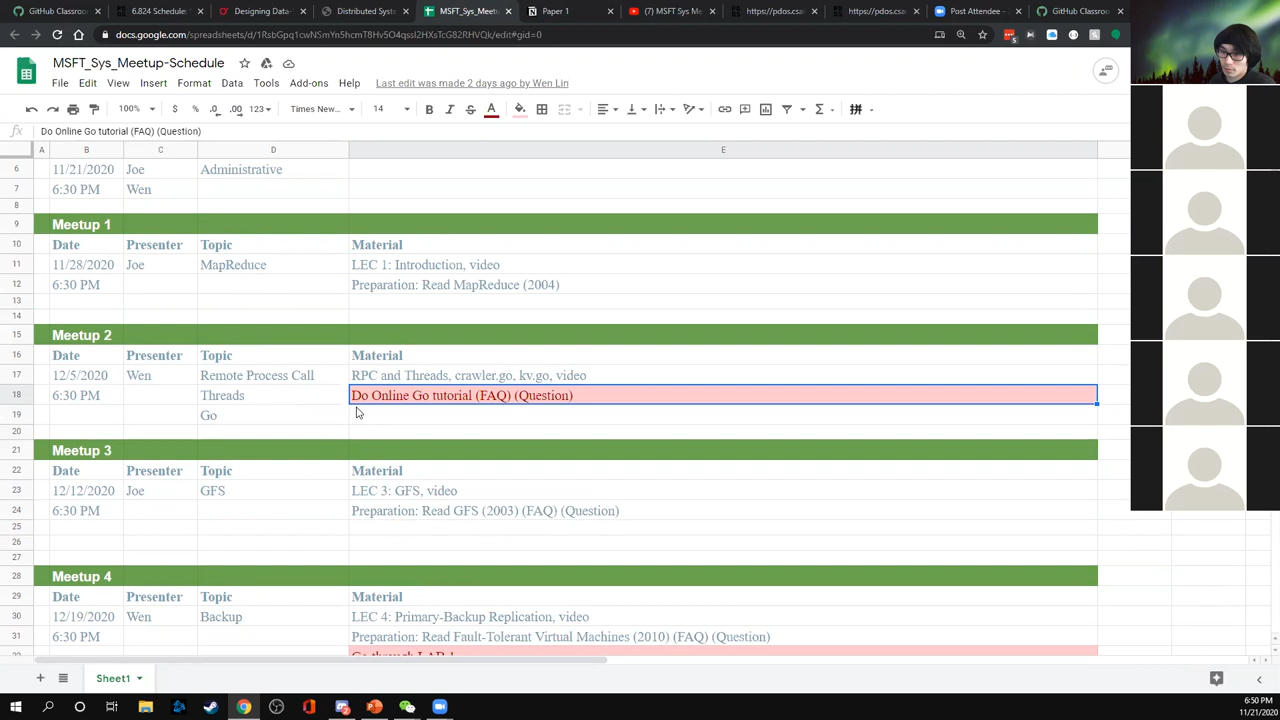 GitHub Classroom
6.824 Schedule:
Designing Data-
Distributed Syst
MSFT_Sys_Meetu
Paper 1
(7) MSFT Sys Me
https://pdos.csa
https://pdos.csa
Post Attendee -
GitHub Classroo
docs.google.com/spreadsheets/d/1RsbGpq1cwNSmYn5hcmT8Hv5O4qssI2HXsTcG82RHVQk/edit#gid=0
MSFT_Sys_Meetup-Schedule
File Edit View Insert Format Data Tools Add-ons Help Last edit was made 2 days ago by Wen Lin
100% $ % .0 .00 123 Times New... 14
fx Do Online Go tutorial (FAQ) (Question)
A B C D E
6 11/21/2020 Joe Administrative
7 6:30 PM Wen
8
9 Meetup 1
10 Date Presenter Topic Material
11 11/28/2020 Joe MapReduce LEC 1: Introduction, video
12 6:30 PM Preparation: Read MapReduce (2004)
13
14
15 Meetup 2
16 Date Presenter Topic Material
17 12/5/2020 Wen Remote Process Call RPC and Threads, crawler.go, kv.go, video
18 6:30 PM Threads Do Online Go tutorial (FAQ) (Question)
19 Go
20
21 Meetup 3
22 Date Presenter Topic Material
23 12/12/2020 Joe GFS LEC 3: GFS, video
24 6:30 PM Preparation: Read GFS (2003) (FAQ) (Question)
25
26
27
28 Meetup 4
29 Date Presenter Topic Material
30 12/19/2020 Wen Backup LEC 4: Primary-Backup Replication, video
31 6:30 PM Preparation: Read Fault-Tolerant Virtual Machines (2010) (FAQ) (Question)
Go through LAB 1
Sheet1
6:50 PM
11/21/2020